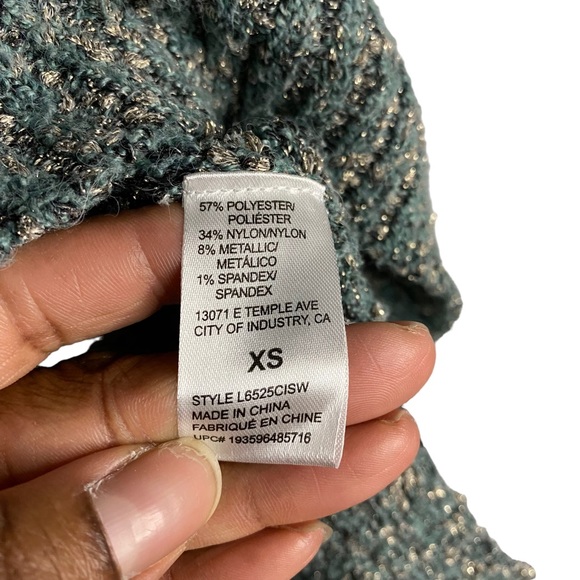 57% POLYESTER/
POLIÉSTER
34% NYLON/NYLON
8% METALLIC/
METÁLICO
1% SPANDEX/
SPANDEX
13071 E TEMPLE AVE
CITY OF INDUSTRY, CA
XS
STYLE L6525CISW
MADE IN CHINA
FABRIQUÉ EN CHINE
UPC# 193596485716